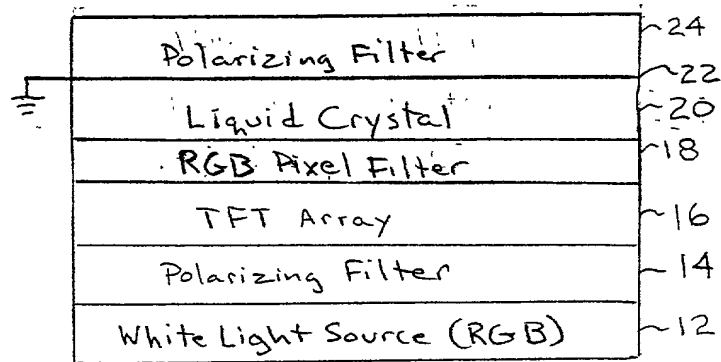 Polarizing Filter 24
22
Liquid Crystal 20
RGB Pixel Filter 18
TFT Array 16
Polarizing Filter 14
White Light Source (RGB) 12